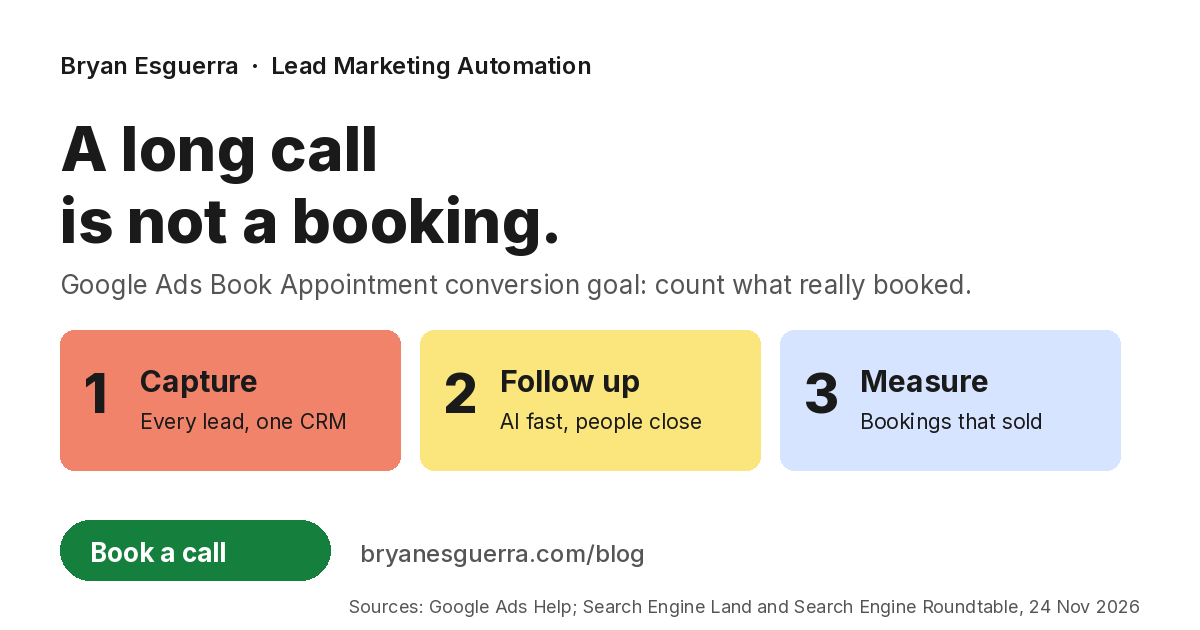 Bryan Esguerra · Lead Marketing Automation
A long call
is not a booking.
Google Ads Book Appointment conversion goal: count what really booked.
1 Capture
Every lead, one CRM
2 Follow up
AI fast, people close
3 Measure
Bookings that sold
Book a call
bryanesguerra.com/blog
Sources: Google Ads Help; Search Engine Land and Search Engine Roundtable, 24 Nov 2026